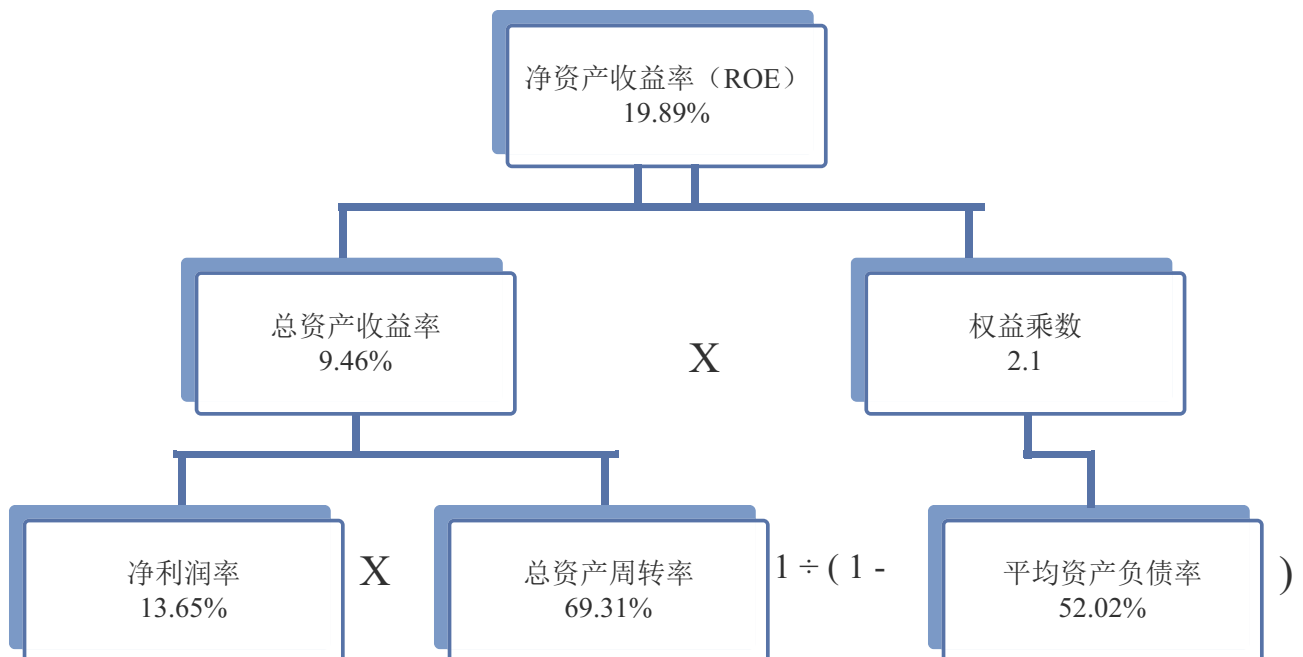 净资产收益率（ROE）
19.89%
总资产收益率
9.46%
X
权益乘数
2.1
净利润率
13.65%
X
总资产周转率
69.31%
1 ÷ ( 1 -
平均资产负债率
52.02%
)